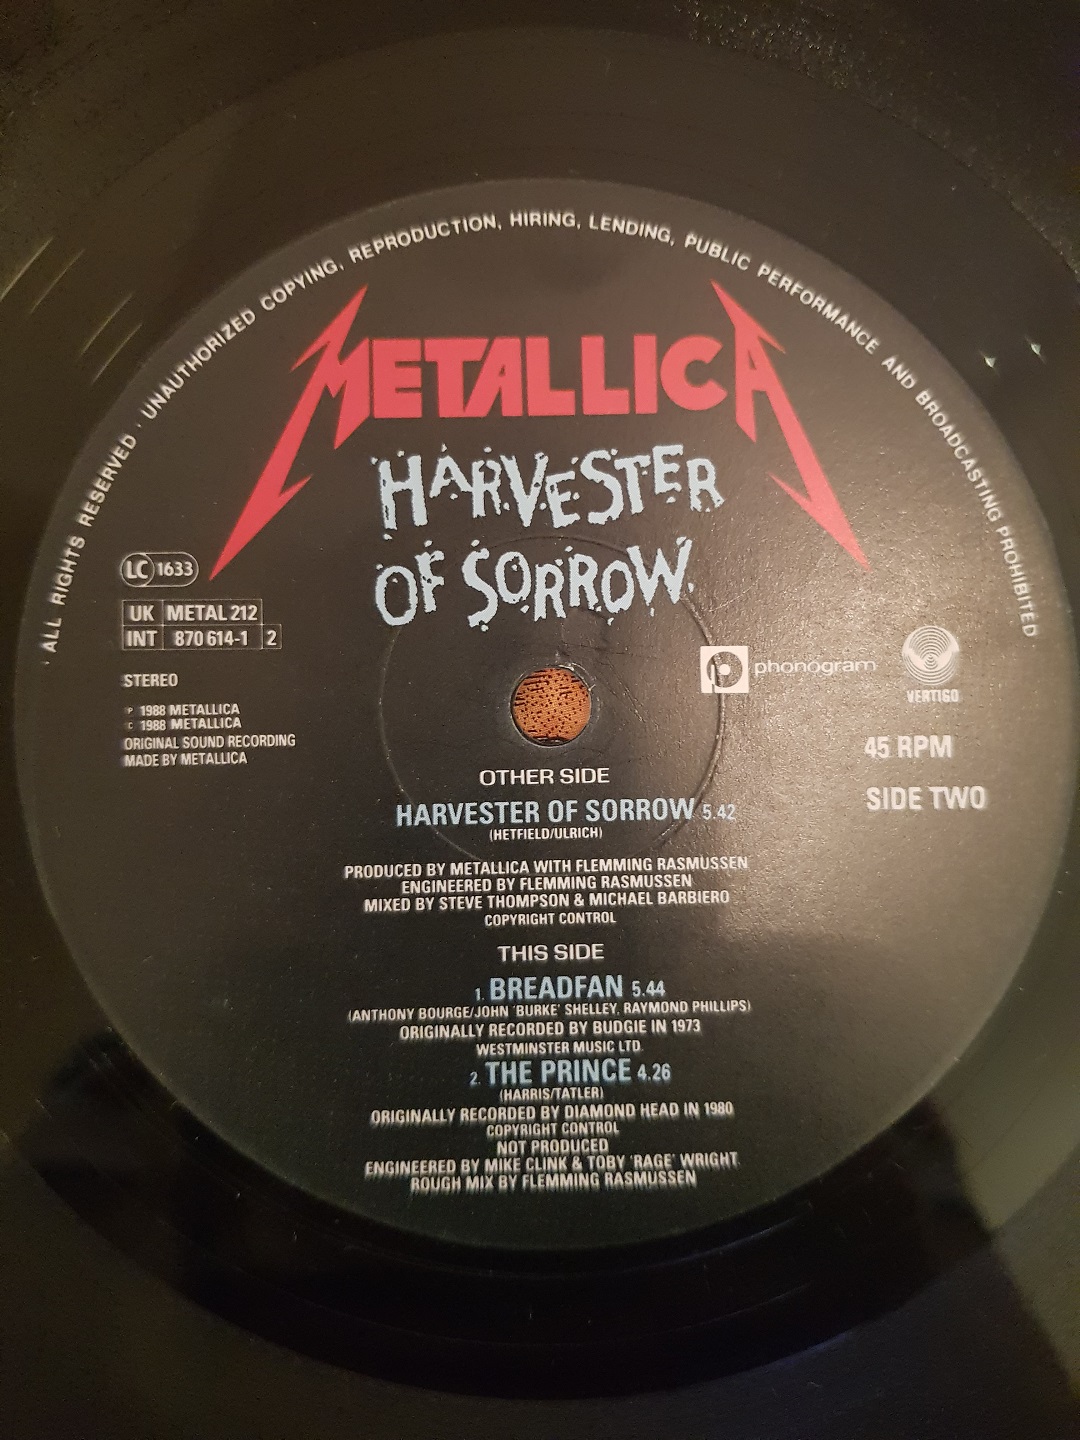 · ALL RIGHTS RESERVED · UNAUTHORIZED COPYING, REPRODUCTION, HIRING, LENDING, PUBLIC PERFORMANCE AND BROADCASTING PROHIBITED
METALLICA
HARVESTER
OF SORROW
LC 1633
UK METAL 212
INT 870 614-1 2
STEREO
P 1988 METALLICA
C 1988 METALLICA
ORIGINAL SOUND RECORDING
MADE BY METALLICA
phonogram
VERTIGO
45 RPM
SIDE TWO
OTHER SIDE
HARVESTER OF SORROW 5.42
(HETFIELD/ULRICH)
PRODUCED BY METALLICA WITH FLEMMING RASMUSSEN
ENGINEERED BY FLEMMING RASMUSSEN
MIXED BY STEVE THOMPSON & MICHAEL BARBIERO
COPYRIGHT CONTROL
THIS SIDE
1. BREADFAN 5.44
(ANTHONY BOURGE/JOHN 'BURKE' SHELLEY, RAYMOND PHILLIPS)
ORIGINALLY RECORDED BY BUDGIE IN 1973
WESTMINSTER MUSIC LTD.
2. THE PRINCE 4.26
(HARRIS/TATLER)
ORIGINALLY RECORDED BY DIAMOND HEAD IN 1980
COPYRIGHT CONTROL
NOT PRODUCED
ENGINEERED BY MIKE CLINK & TOBY 'RAGE' WRIGHT
ROUGH MIX BY FLEMMING RASMUSSEN